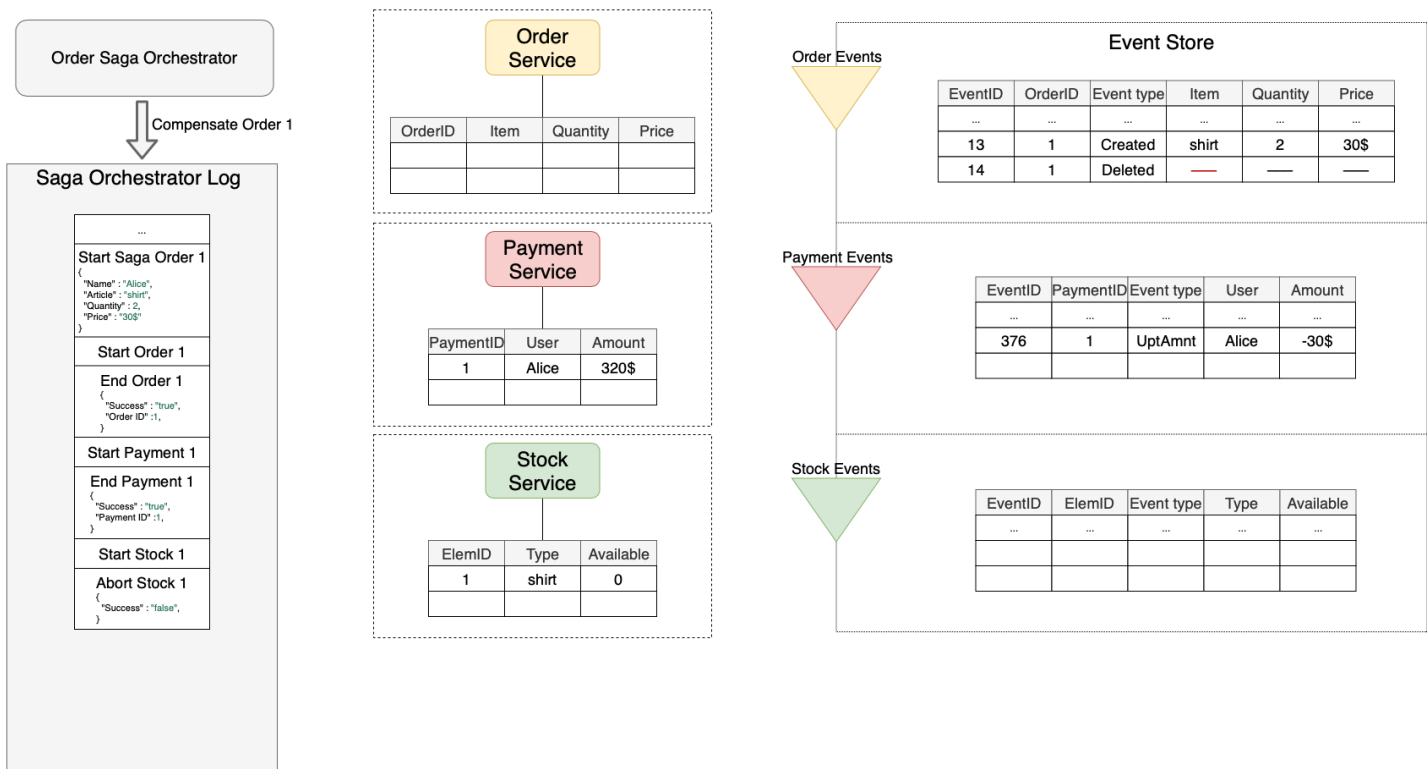 Order Saga Orchestrator
Compensate Order 1
Saga Orchestrator Log
...
Start Saga Order 1
{
"Name" : "Alice",
"Article" : "shirt",
"Quantity" : 2,
"Price" : "30$"
}
Start Order 1
End Order 1
{
"Success" : "true",
"Order ID" :1,
}
Start Payment 1
End Payment 1
{
"Success" : "true",
"Payment ID" :1,
}
Start Stock 1
Abort Stock 1
{
"Success" : "false",
}
Order
Service
OrderID Item Quantity Price
Payment
Service
PaymentID User Amount
1 Alice 320$
Stock
Service
ElemID Type Available
1 shirt 0
Event Store
Order Events
EventID OrderID Event type Item Quantity Price
... ... ... ... ... ...
13 1 Created shirt 2 30$
14 1 Deleted — — —
Payment Events
EventID PaymentID Event type User Amount
... ... ... ... ...
376 1 UptAmnt Alice -30$
Stock Events
EventID ElemID Event type Type Available
... ... ... ... ...